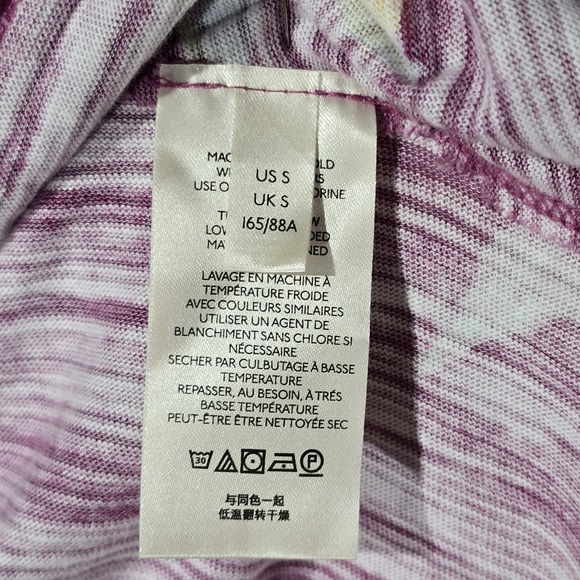 US S
UK S
165/88A
LAVAGE EN MACHINE À
TEMPÉRATURE FROIDE
AVEC COULEURS SIMILAIRES
UTILISER UN AGENT DE
BLANCHIMENT SANS CHLORE SI
NÉCESSAIRE
SECHER PAR CULBUTAGE À BASSE
TEMPERATURE
REPASSER, AU BESOIN, À TRÉS
BASSE TEMPÉRATURE
PEUT-ÊTRE ÊTRE NETTOYÉE SEC
30
P
与同色一起
低温翻转干燥